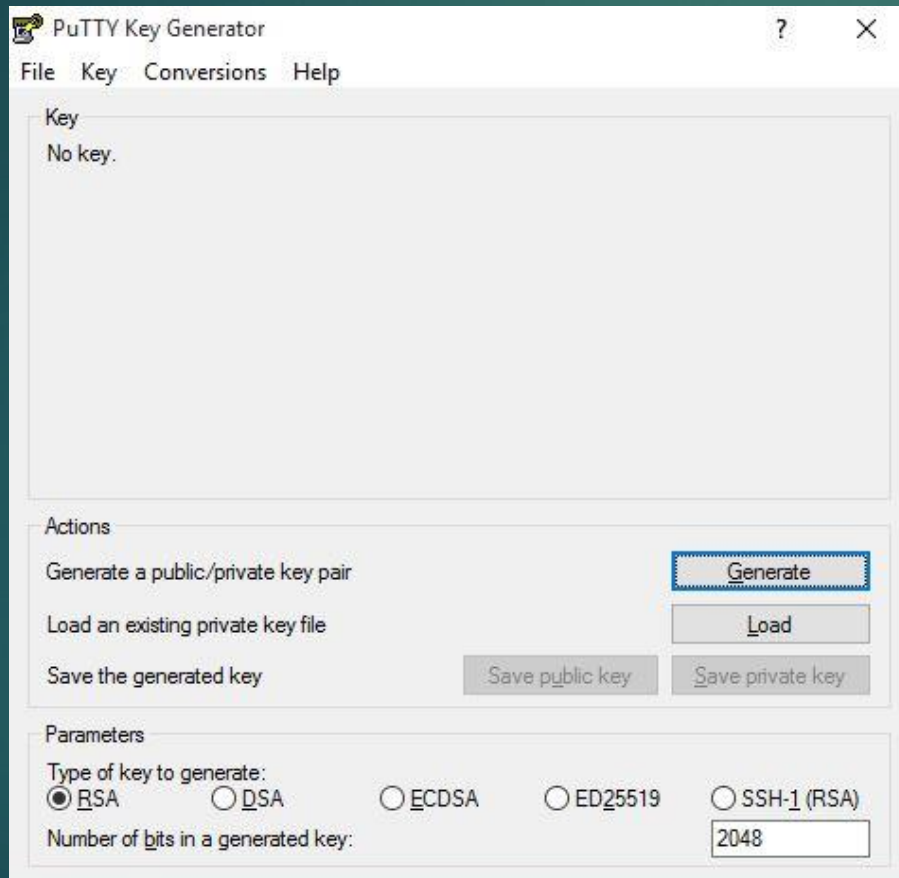 PuTTY Key Generator
? X
File Key Conversions Help
Key
No key.
Actions
Generate a public/private key pair Generate
Load an existing private key file Load
Save the generated key Save public key Save private key
Parameters
Type of key to generate:
RSA DSA ECDSA ED25519 SSH-1 (RSA)
Number of bits in a generated key: 2048